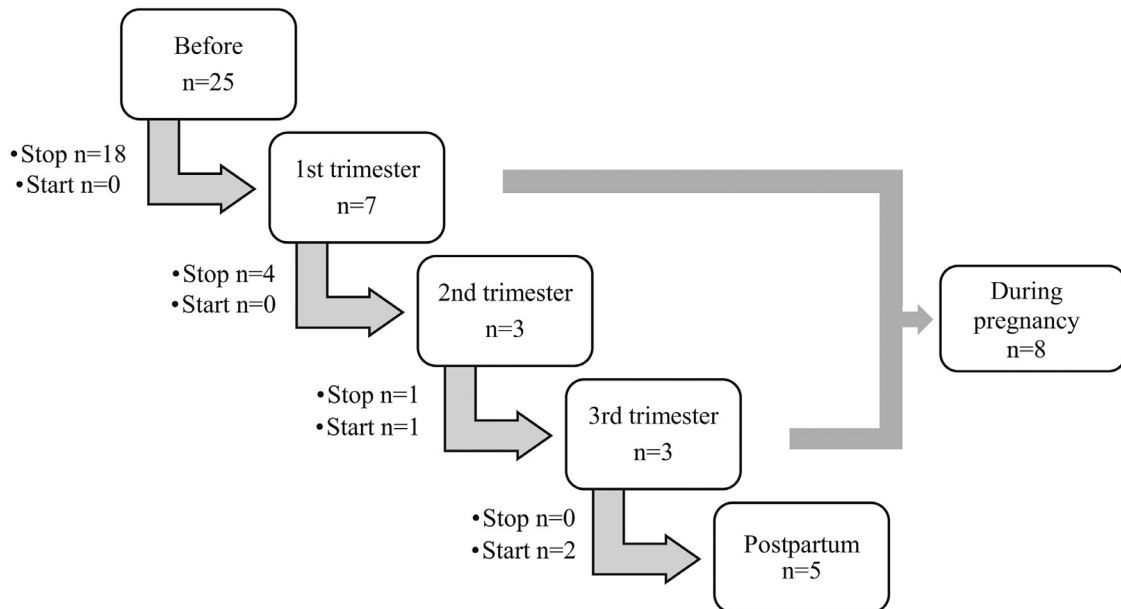 Before
n=25
•Stop n=18
•Start n=0
1st trimester
n=7
•Stop n=4
•Start n=0
2nd trimester
n=3
•Stop n=1
•Start n=1
3rd trimester
n=3
•Stop n=0
•Start n=2
Postpartum
n=5
During
pregnancy
n=8